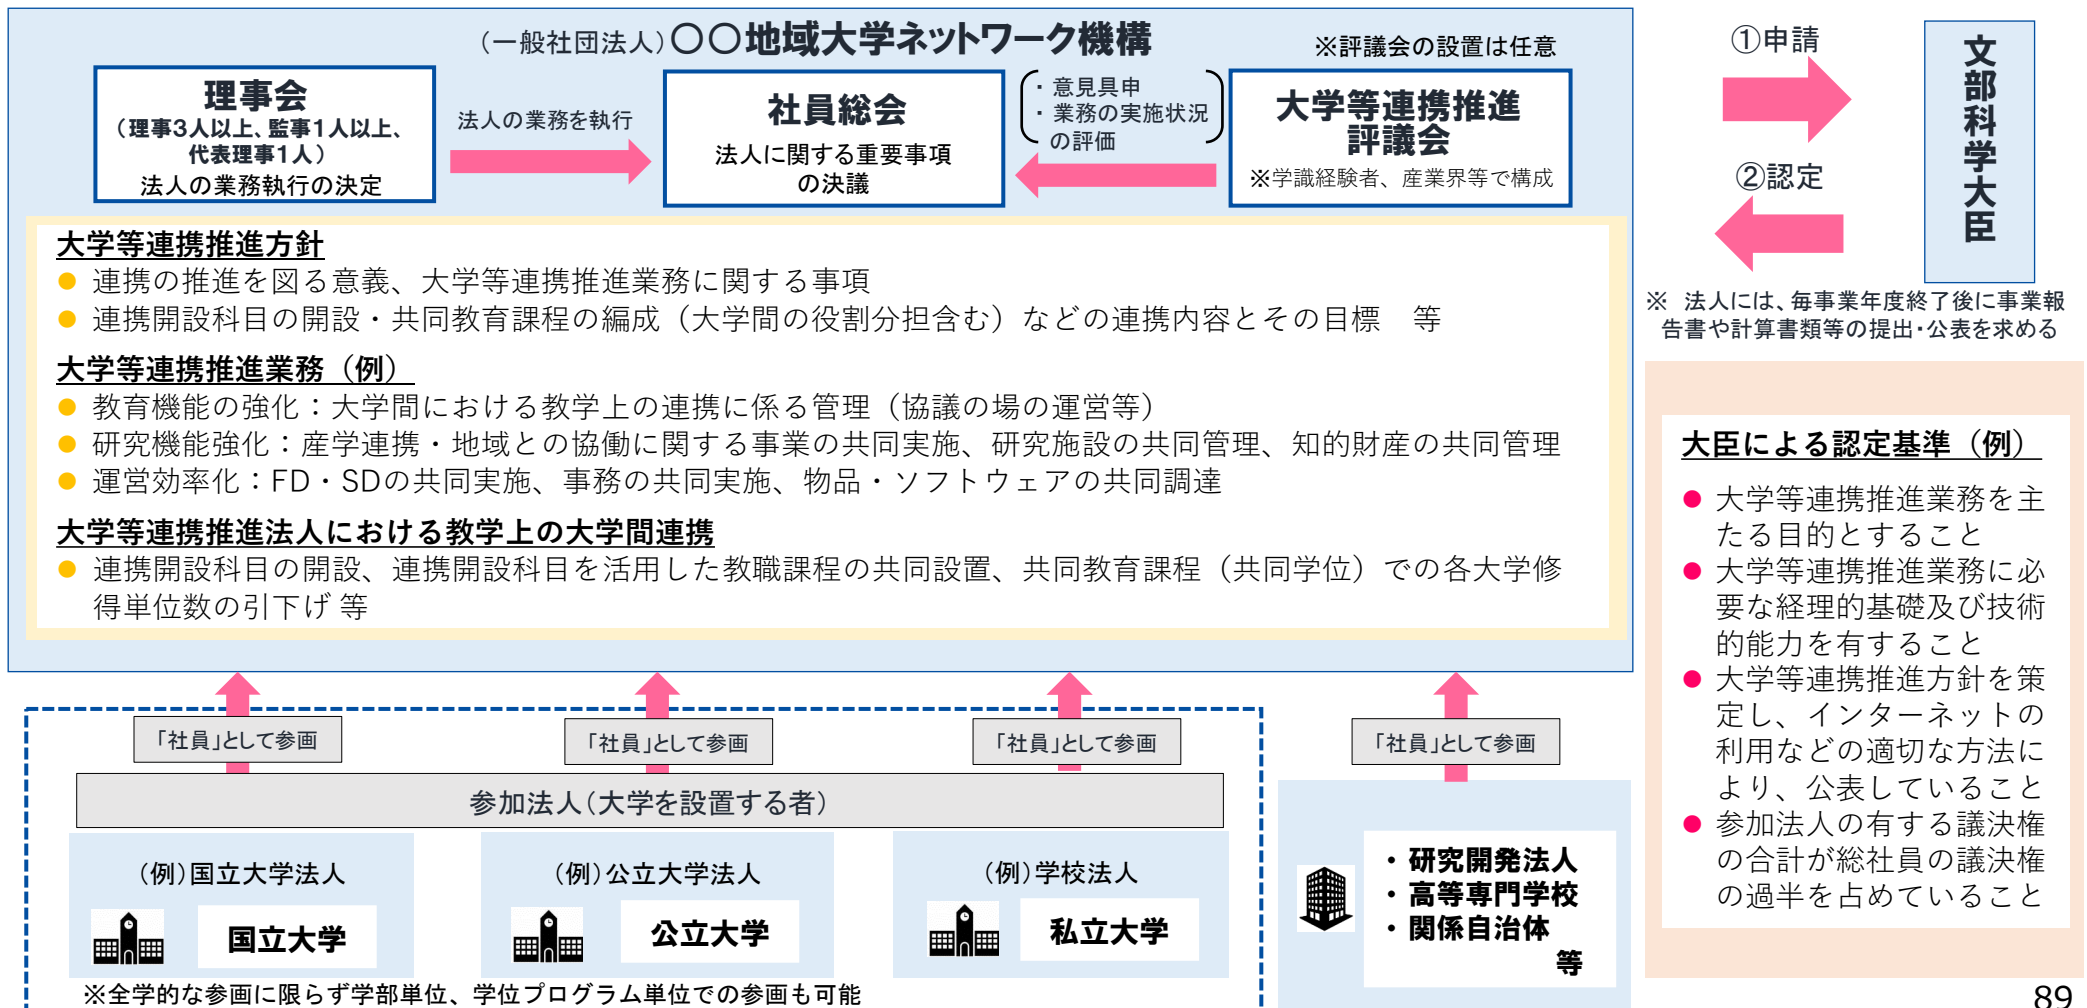 （一般社団法人）〇〇地域大学ネットワーク機構
※評議会の設置は任意
理事会
（理事３人以上、監事１人以上、
代表理事１人）
法人の業務執行の決定
法人の業務を執行
社員総会
法人に関する重要事項
の決議
・意見具申
・業務の実施状況
の評価
大学等連携推進
評議会
※学識経験者、産業界等で構成
大学等連携推進方針
● 連携の推進を図る意義、大学等連携推進業務に関する事項
● 連携開設科目の開設・共同教育課程の編成（大学間の役割分担含む）などの連携内容とその目標　等
大学等連携推進業務（例）
● 教育機能の強化：大学間における教学上の連携に係る管理（協議の場の運営等）
● 研究機能強化：産学連携・地域との協働に関する事業の共同実施、研究施設の共同管理、知的財産の共同管理
● 運営効率化：FD・SDの共同実施、事務の共同実施、物品・ソフトウェアの共同調達
大学等連携推進法人における教学上の大学間連携
● 連携開設科目の開設、連携開設科目を活用した教職課程の共同設置、共同教育課程（共同学位）での各大学修
得単位数の引下げ 等
「社員」として参画
「社員」として参画
「社員」として参画
「社員」として参画
参加法人（大学を設置する者）
（例）国立大学法人
国立大学
（例）公立大学法人
公立大学
（例）学校法人
私立大学
・研究開発法人
・高等専門学校
・関係自治体
等
※全学的な参画に限らず学部単位、学位プログラム単位での参画も可能
①申請
②認定
文部科学大臣
※　法人には、毎事業年度終了後に事業報
告書や計算書類等の提出・公表を求める
大臣による認定基準（例）
● 大学等連携推進業務を主
たる目的とすること
● 大学等連携推進業務に必
要な経理的基礎及び技術
的能力を有すること
● 大学等連携推進方針を策
定し、インターネットの
利用などの適切な方法に
より、公表していること
● 参加法人の有する議決権
の合計が総社員の議決権
の過半を占めていること
89